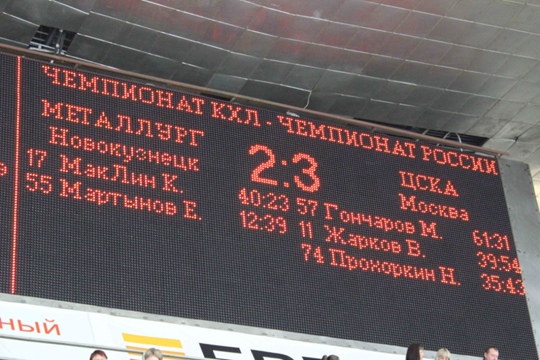 ЧЕМПИОНАТ КХЛ - ЧЕМПИОНАТ РОССИИ
МЕТАЛЛУРГ 2:3 ЦСКА
Новокузнецк Москва
17 МакЛин К. 40:23 57 Гончаров М. 61:31
55 Мартынов Е. 12:39 11 Жарков В. 39:54
74 Прохоркин Н. 35:43